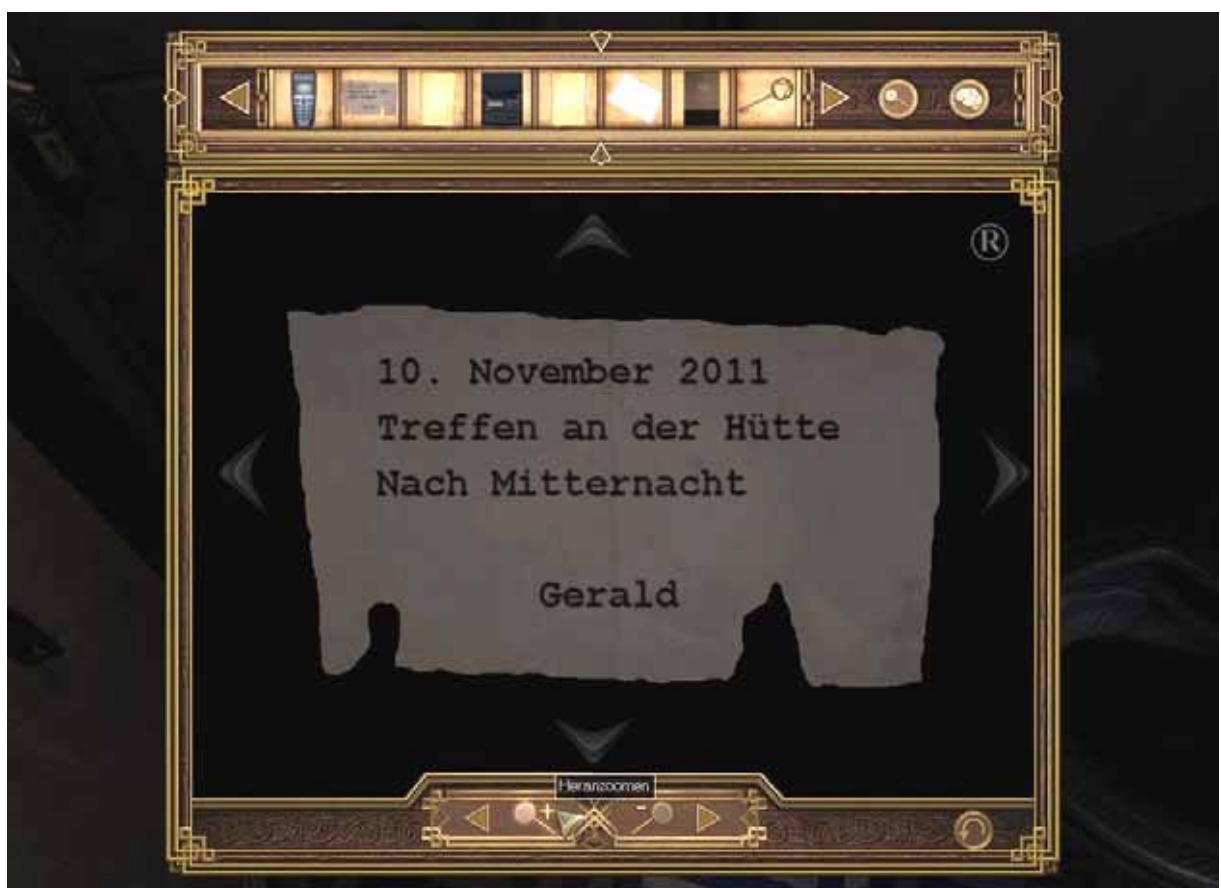 ®
10. November 2011
Treffen an der Hütte
Nach Mitternacht
Gerald
Heranzoomen
+
-